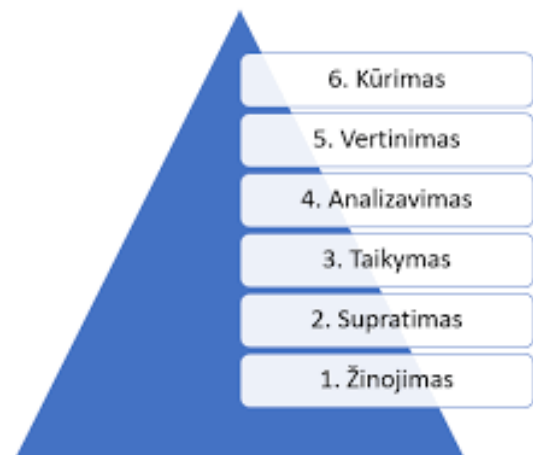 6. Kūrimas
5. Vertinimas
4. Analizavimas
3. Taikymas
2. Supratimas
1. Žinojimas